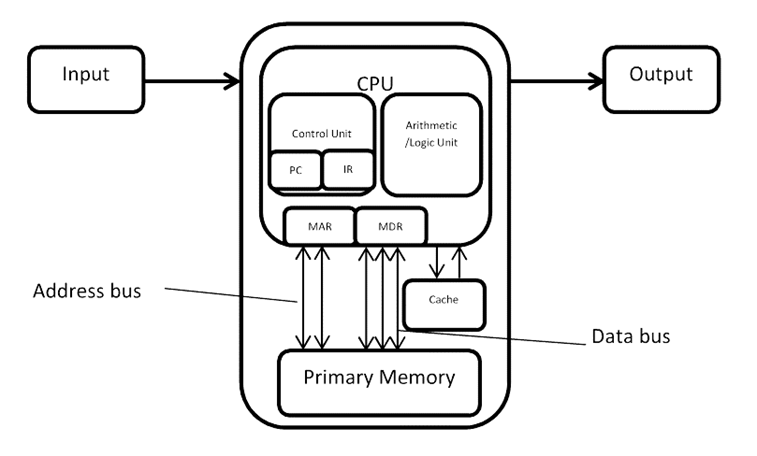 Input
Output
CPU
Control Unit
Arithmetic
/Logic Unit
PC
IR
MAR
MDR
Address bus
Cache
Data bus
Primary Memory